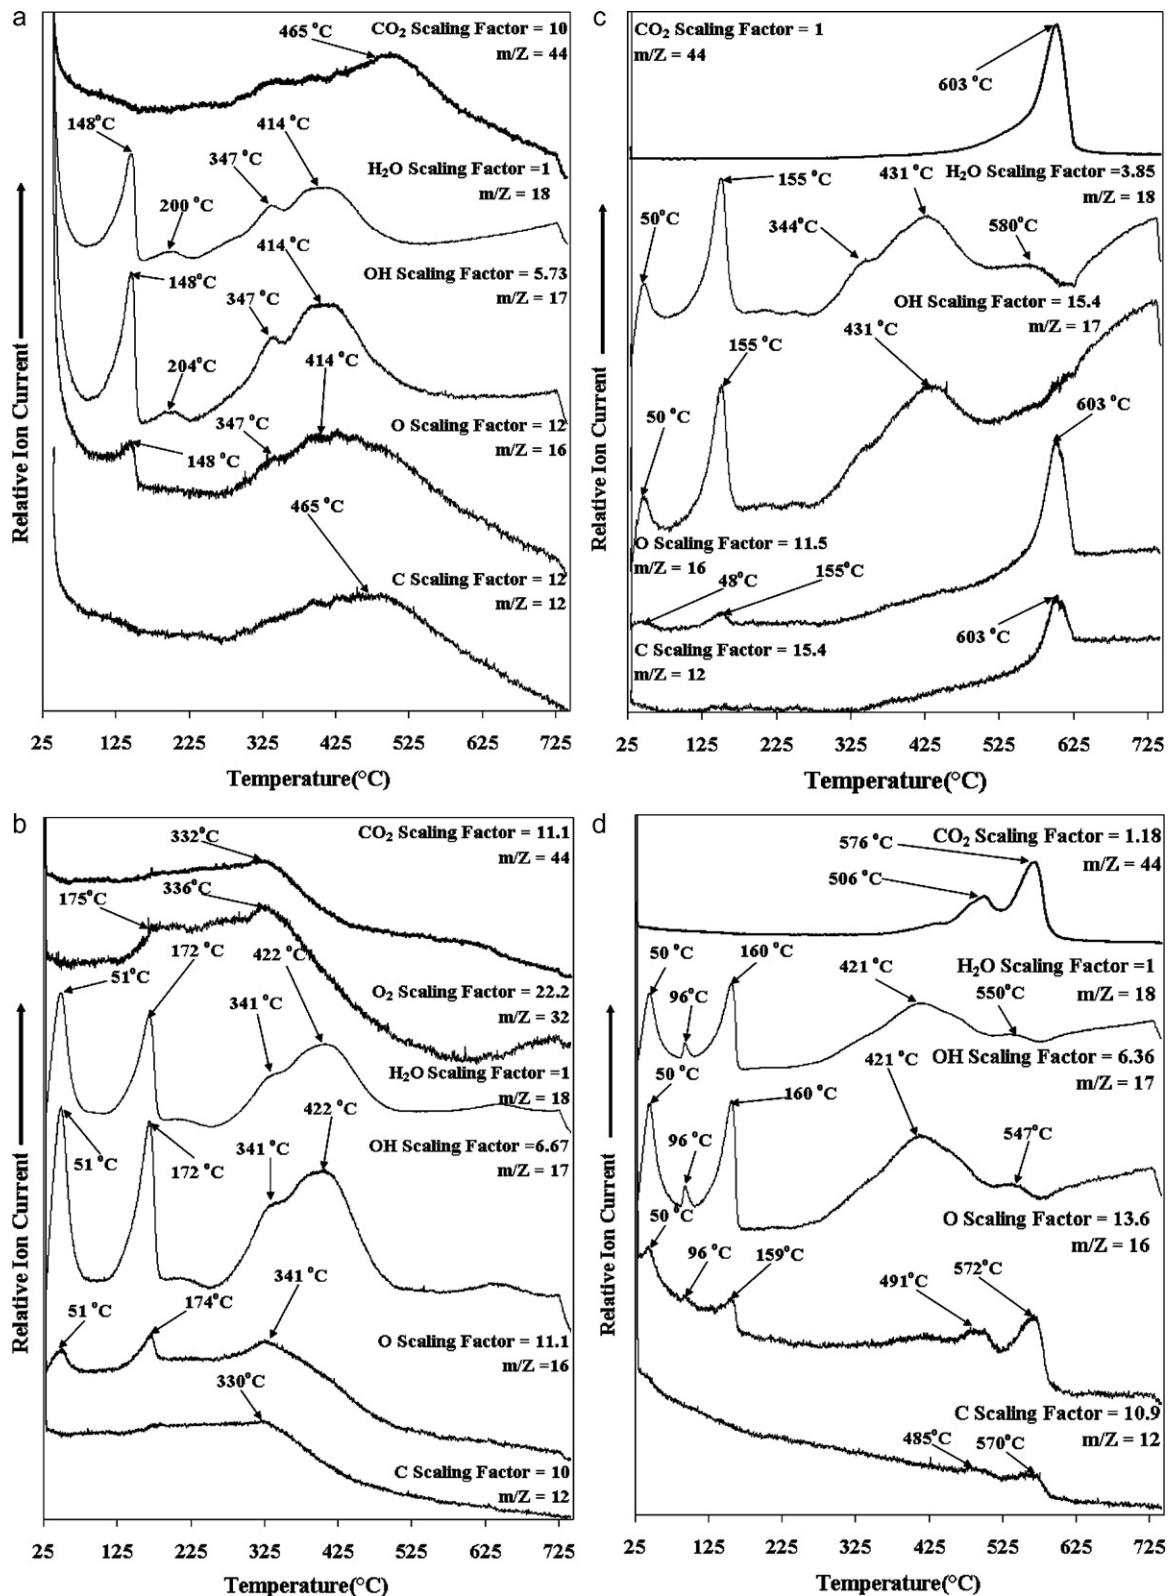 a
465 °C
CO2 Scaling Factor = 10
m/Z = 44
148°C
414 °C
347 °C
200 °C
H2O Scaling Factor =1
m/Z = 18
414°C
OH Scaling Factor = 5.73
m/Z = 17
148°C
347 °C
204°C
414 °C
347 °C
O Scaling Factor = 12
m/Z = 16
148 °C
465 °C
C Scaling Factor = 12
m/Z = 12
Relative Ion Current
25 125 225 325 425 525 625 725
Temperature(°C)
c
CO2 Scaling Factor = 1
m/Z = 44
603 °C
155 °C
431 °C
H2O Scaling Factor =3.85
m/Z = 18
50°C
344°C
580°C
OH Scaling Factor = 15.4
m/Z = 17
155 °C
431 °C
603 °C
50 °C
O Scaling Factor = 11.5
m/Z = 16
48°C
155°C
603 °C
C Scaling Factor = 15.4
m/Z = 12
Relative Ion Current
25 125 225 325 425 525 625 725
Temperature(°C)
b
332°C
CO2 Scaling Factor = 11.1
m/Z = 44
175°C
336°C
51°C
172 °C
422 °C
O2 Scaling Factor = 22.2
m/Z = 32
341 °C
H2O Scaling Factor =1
m/Z = 18
422 °C
51 °C
172 °C
341 °C
OH Scaling Factor =6.67
m/Z = 17
51 °C
174°C
341 °C
O Scaling Factor = 11.1
m/Z =16
330°C
C Scaling Factor = 10
m/Z = 12
Relative Ion Current
25 125 225 325 425 525 625 725
Temperature(°C)
d
576 °C
CO2 Scaling Factor = 1.18
m/Z = 44
506 °C
50 °C
160 °C
421 °C
H2O Scaling Factor =1
m/Z = 18
96°C
550°C
50 °C
160 °C
421 °C
OH Scaling Factor = 6.36
m/Z = 17
96°C
547°C
50 °C
O Scaling Factor = 13.6
m/Z = 16
96 °C
159°C
491°C
572°C
C Scaling Factor = 10.9
m/Z = 12
485°C
570°C
Relative Ion Current
25 125 225 325 425 525 625 725
Temperature(°C)